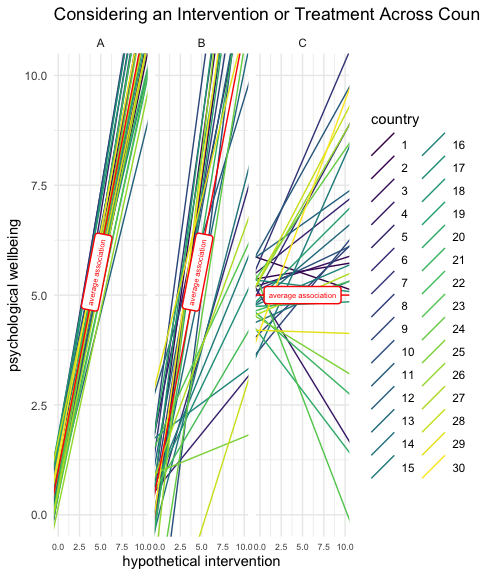 Considering an Intervention or Treatment Across Coun
A B C
10.0
7.5
5.0
2.5
0.0
psychological wellbeing
average association
average association
average association
0.0 2.5 5.0 7.5 10.0 0.0 2.5 5.0 7.5 10.0 0.0 2.5 5.0 7.5 10.0
hypothetical intervention
country
1 16
2 17
3 18
4 19
5 20
6 21
7 22
8 23
9 24
10 25
11 26
12 27
13 28
14 29
15 30